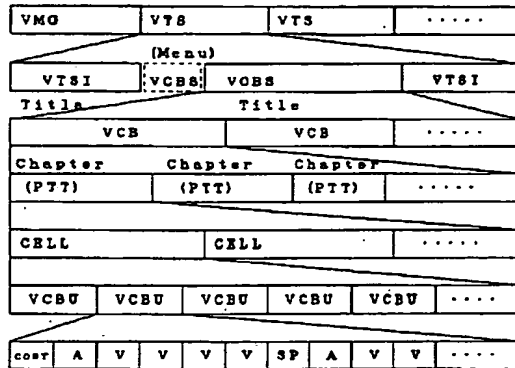 VMG VTS VTS .....
(Menu)
VTSI VCBS VOBS VTSI
Title Title
VCB VCB .....
Chapter Chapter Chapter
(PTT) (PTT) (PTT) .....
CELL CELL .....
VCBU VCBU VCBU VCBU VCBU ....
A V V V V SP A V V ....